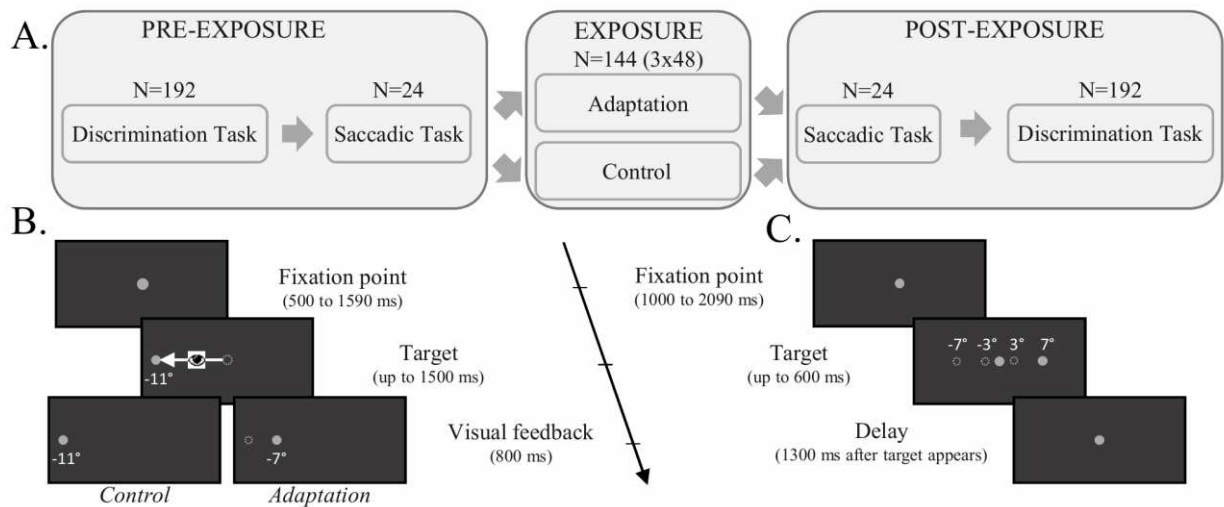 A.
PRE-EXPOSURE
N=192
Discrimination Task
N=24
Saccadic Task
EXPOSURE
N=144 (3x48)
Adaptation
Control
POST-EXPOSURE
N=24
Saccadic Task
N=192
Discrimination Task
B.
Fixation point
(500 to 1590 ms)
-11°
Target
(up to 1500 ms)
-11°
-7°
Visual feedback
(800 ms)
Control
Adaptation
C.
Fixation point
(1000 to 2090 ms)
Target
(up to 600 ms)
-7° -3° 3° 7°
Delay
(1300 ms after target appears)